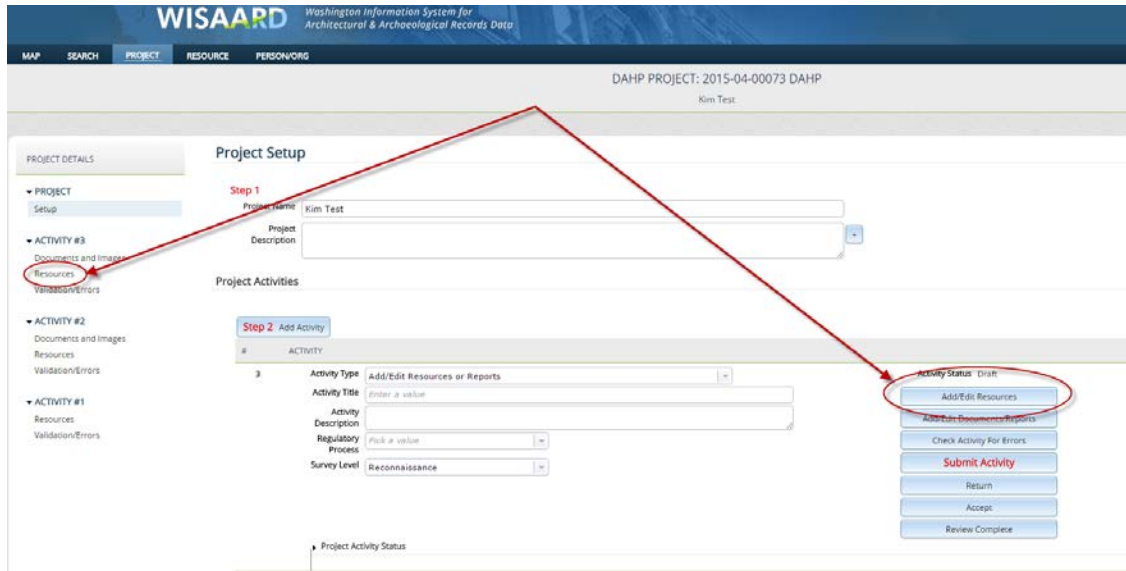 WISAARD
Washington Information System for
Architectural & Archaeological Records Data
MAP SEARCH PROJECT RESOURCE PERSON/ORG
DAHP PROJECT: 2015-04-00073 DAHP
Kim Test
PROJECT DETAILS
PROJECT
Setup
ACTIVITY #3
Documents and Images
Resources
Validation/Errors
ACTIVITY #2
Documents and Images
Resources
Validation/Errors
ACTIVITY #1
Resources
Validation/Errors
Project Setup
Step 1
Project Name Kim Test
Project
Description
+
Project Activities
Step 2 Add Activity
# ACTIVITY
3 Activity Type Add/Edit Resources or Reports
Activity Title Enter a value
Activity
Description
Regulatory
Process Pick a value
Survey Level Reconnaissance
Activity Status Draft
Add/Edit Resources
Add/Edit Documents/Reports
Check Activity For Errors
Submit Activity
Return
Accept
Review Complete
Project Activity Status